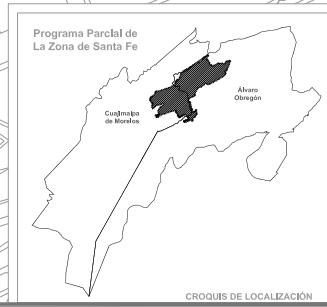 Programa Parcial de
La Zona de Santa Fe
Álvaro
Obregón
Cuajimalpa
de Morelos
CROQUIS DE LOCALIZACIÓN